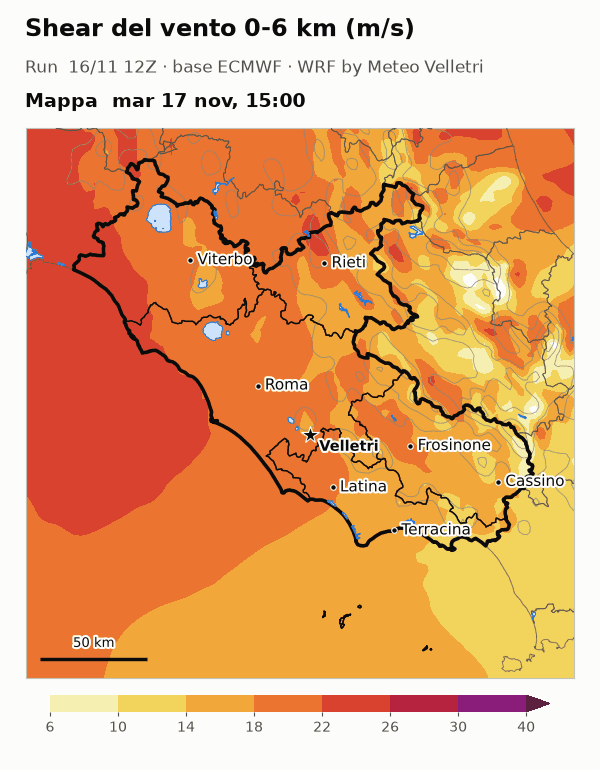 Shear del vento 0-6 km (m/s)
Run  16/11 12Z · base ECMWF · WRF by Meteo Velletri
Mappa  mar 17 nov, 15:00
Viterbo
Rieti
Roma
Velletri
Frosinone
Latina
Cassino
Terracina
50 km
6 10 14 18 22 26 30 40